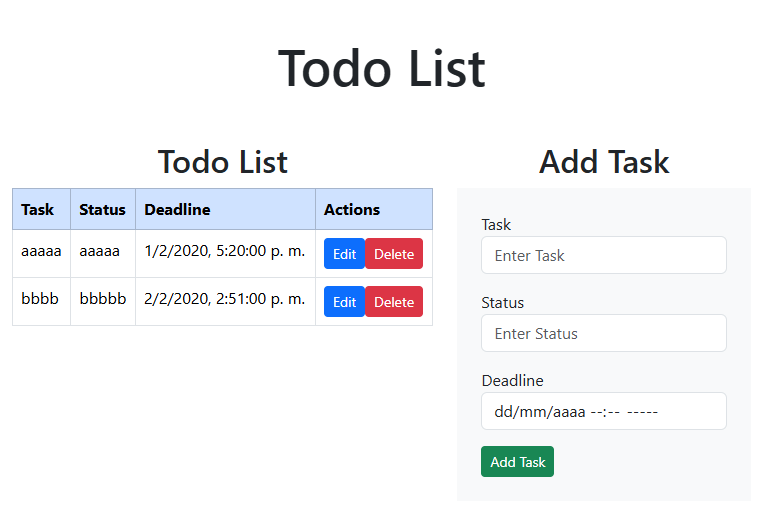 Todo List
Todo List
Task Status Deadline Actions
aaaaa aaaaa 1/2/2020, 5:20:00 p. m. Edit Delete
bbbb bbbbb 2/2/2020, 2:51:00 p. m. Edit Delete
Add Task
Task
Enter Task
Status
Enter Status
Deadline
dd/mm/aaaa --:-- -----
Add Task